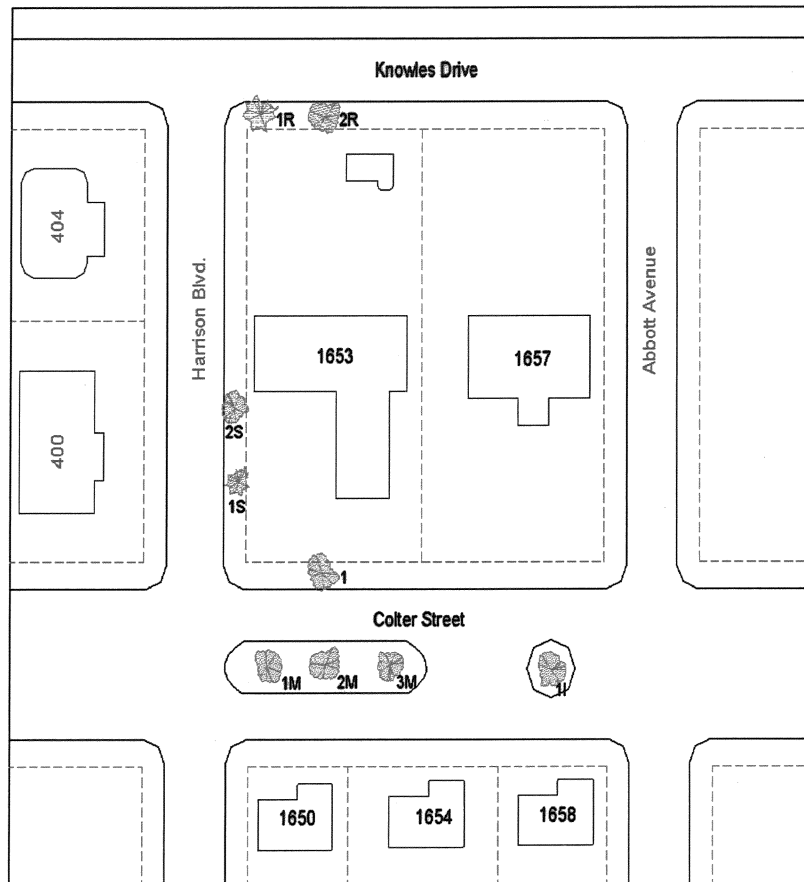 Knowles Drive
1R
2R
404
Harrison Blvd.
Abbott Avenue
1653
1657
2S
400
1S
1
Colter Street
1M
2M
3M
1I
1650
1654
1658